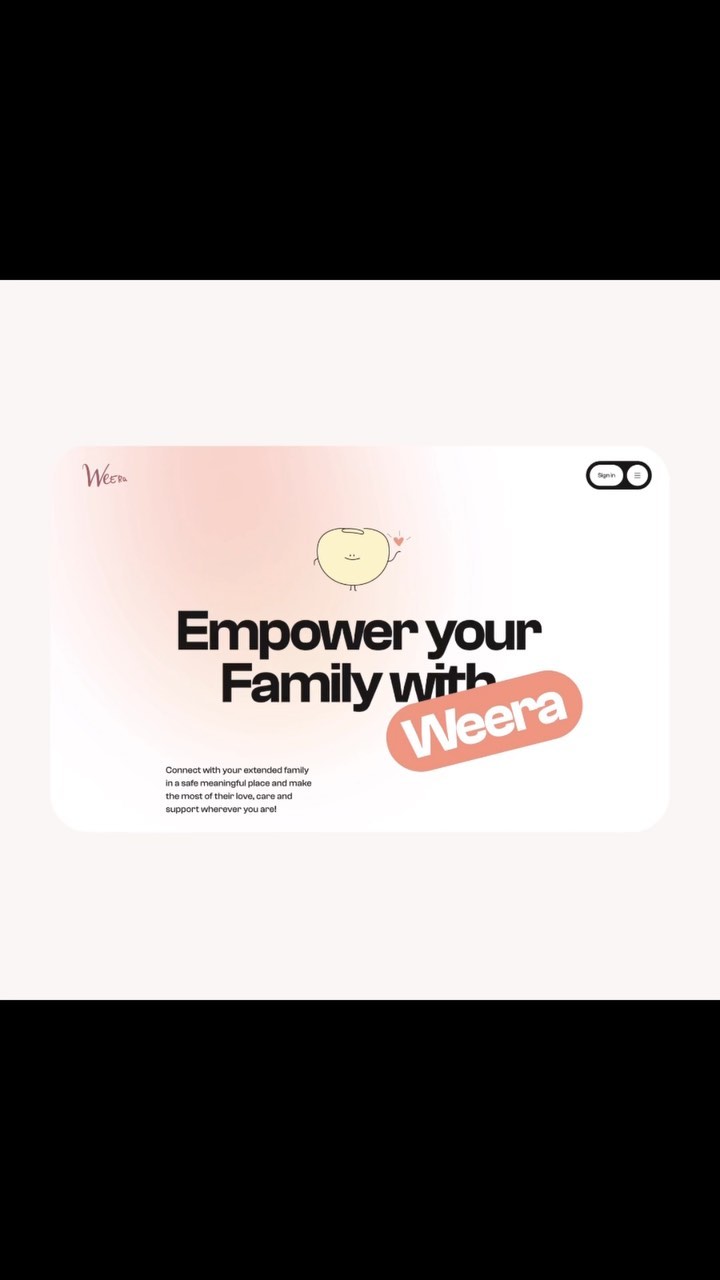 Weera
Sign in
Empower your
Family with
Weera
Connect with your extended family
in a safe meaningful place and make
the most of their love, care and
support wherever you are!